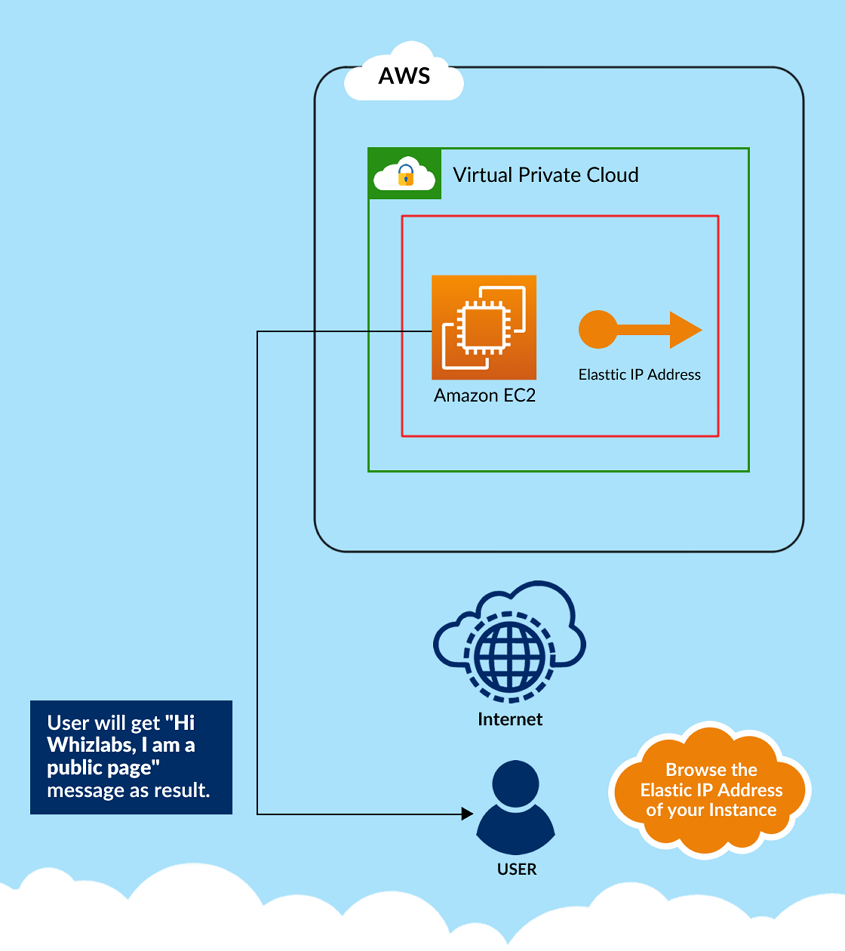 AWS
Virtual Private Cloud
Amazon EC2
Elasttic IP Address
Internet
User will get "Hi
Whizlabs, I am a
public page"
message as result.
Browse the
Elastic IP Address
of your Instance
USER